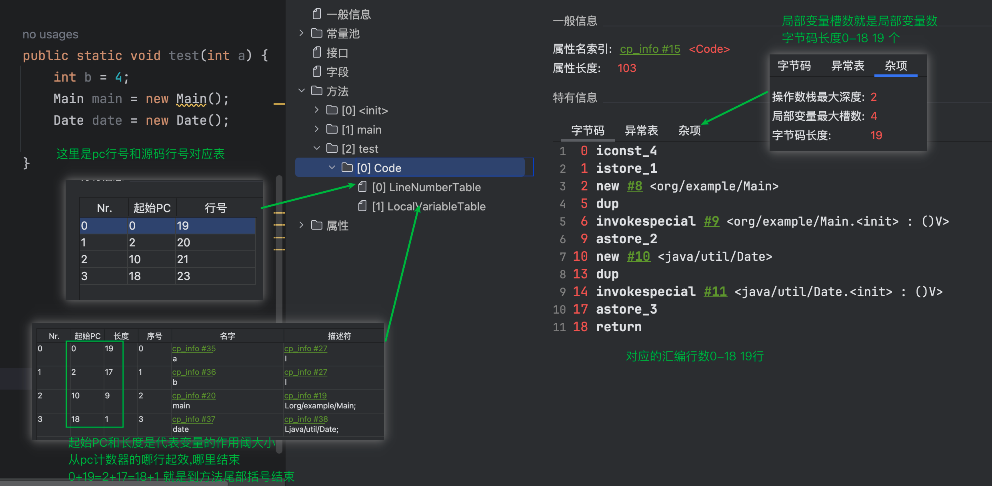 no usages
public static void test(int a) {
int b = 4;
Main main = new Main();
Date date = new Date();
}
这里是pc行号和源码行号对应表
Nr. 起始PC 行号
0 0 19
1 2 20
2 10 21
3 18 23
Nr. 起始PC 长度 序号 名字 描述符
0 0 19 0 cp_info #35 cp_info #27
a I
1 2 17 1 cp_info #36 cp_info #27
b I
2 10 9 2 cp_info #20 cp_info #19
main Lorg/example/Main;
3 18 1 3 cp_info #37 cp_info #38
date Ljava/util/Date;
起始PC和长度是代表变量的作用阈大小
从pc计数器的哪行起效.哪里结束
0+19=2+17=18+1 就是到方法尾部括号结束
一般信息
常量池
接口
字段
方法
[0] <init>
[1] main
[2] test
[0] Code
[0] LineNumberTable
[1] LocalVariableTable
属性
一般信息
属性名索引: cp_info #15 <Code>
属性长度: 103
特有信息
字节码 异常表 杂项
1 0 iconst_4
2 1 istore_1
3 2 new #8 <org/example/Main>
4 5 dup
5 6 invokespecial #9 <org/example/Main.<init> : ()V>
6 9 astore_2
7 10 new #10 <java/util/Date>
8 13 dup
9 14 invokespecial #11 <java/util/Date.<init> : ()V>
10 17 astore_3
11 18 return
对应的汇编行数0-18 19行
局部变量槽数就是局部变量数
字节码长度0-18 19 个
字节码 异常表 杂项
操作数栈最大深度: 2
局部变量最大槽数: 4
字节码长度: 19